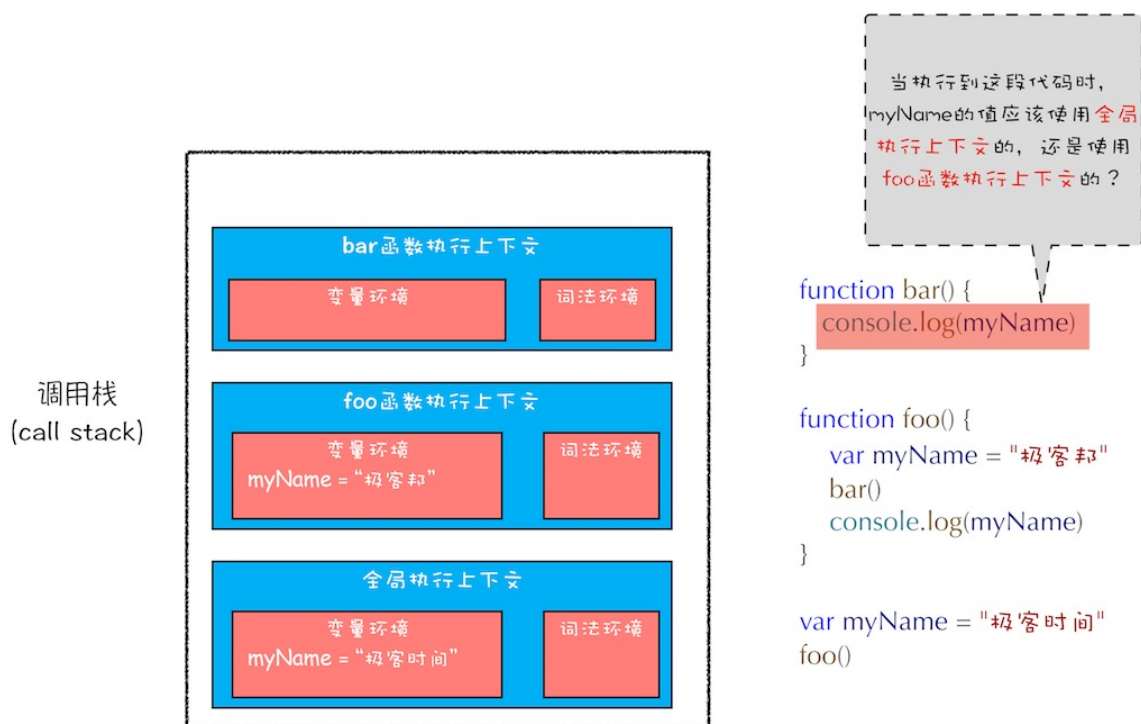 当执行到这段代码时，
myName的值应该使用全局
执行上下文的，还是使用
foo函数执行上下文的？
调用栈
(call stack)
bar函数执行上下文
变量环境
词法环境
foo函数执行上下文
变量环境
词法环境
myName = “极客邦”
全局执行上下文
变量环境
词法环境
myName = “极客时间”
function bar() {
console.log(myName)
}
function foo() {
var myName = "极客邦"
bar()
console.log(myName)
}
var myName = "极客时间"
foo()